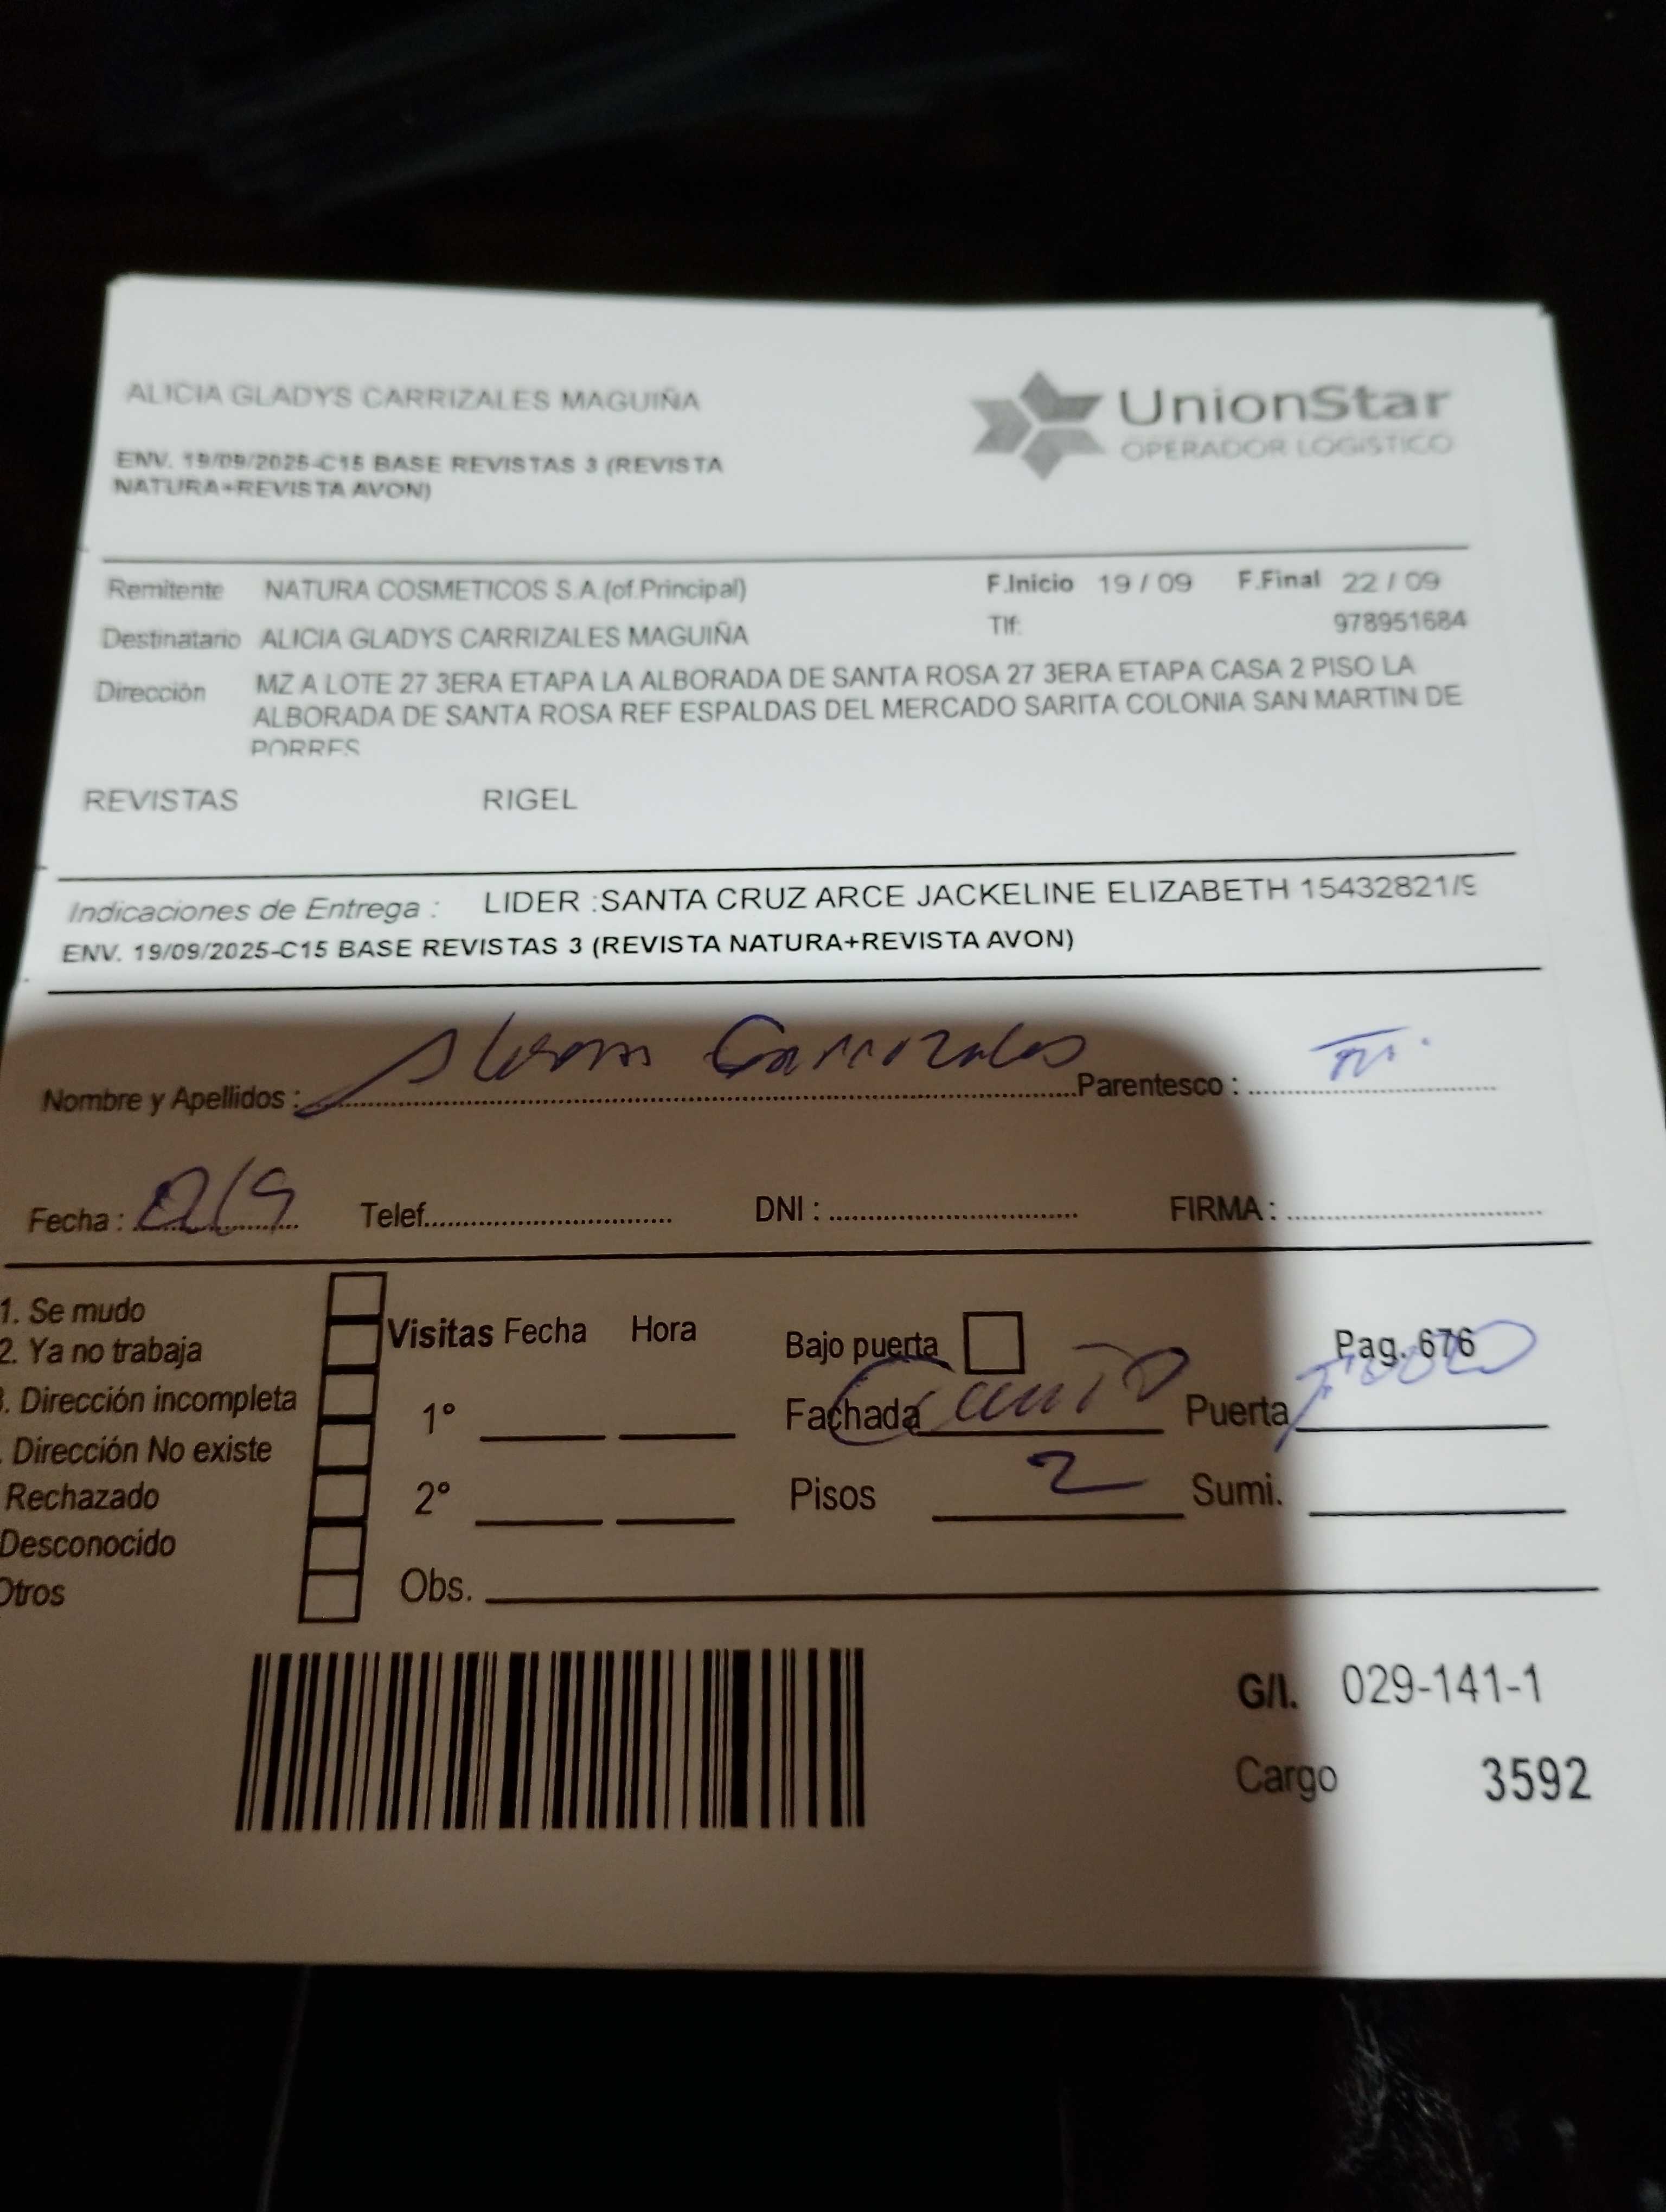 ALICIA GLADYS CARRIZALES MAGUIÑA
UnionStar
OPERADOR LOGISTICO
ENV. 19/09/2025-C15 BASE REVISTAS 3 (REVISTA
NATURA+REVISTA AVON)
Remitente NATURA COSMETICOS S.A.(of.Principal) F.Inicio 19 / 09 F.Final 22 / 09
Destinatario ALICIA GLADYS CARRIZALES MAGUIÑA Tlf: 978951684
Dirección MZ A LOTE 27 3ERA ETAPA LA ALBORADA DE SANTA ROSA 27 3ERA ETAPA CASA 2 PISO LA
ALBORADA DE SANTA ROSA REF ESPALDAS DEL MERCADO SARITA COLONIA SAN MARTIN DE
PORRES
REVISTAS RIGEL
Indicaciones de Entrega : LIDER :SANTA CRUZ ARCE JACKELINE ELIZABETH 15432821/9
ENV. 19/09/2025-C15 BASE REVISTAS 3 (REVISTA NATURA+REVISTA AVON)
Nombre y Apellidos : Carrizales Parentesco :
Fecha : Telef. DNI : FIRMA :
1. Se mudo
2. Ya no trabaja
. Dirección incompleta
. Dirección No existe
Rechazado
Desconocido
Otros
Visitas Fecha Hora
1°
2°
Obs.
Bajo puerta Pag. 676
Fachada Puerta
Pisos 2 Sumi.
G/I. 029-141-1
Cargo 3592